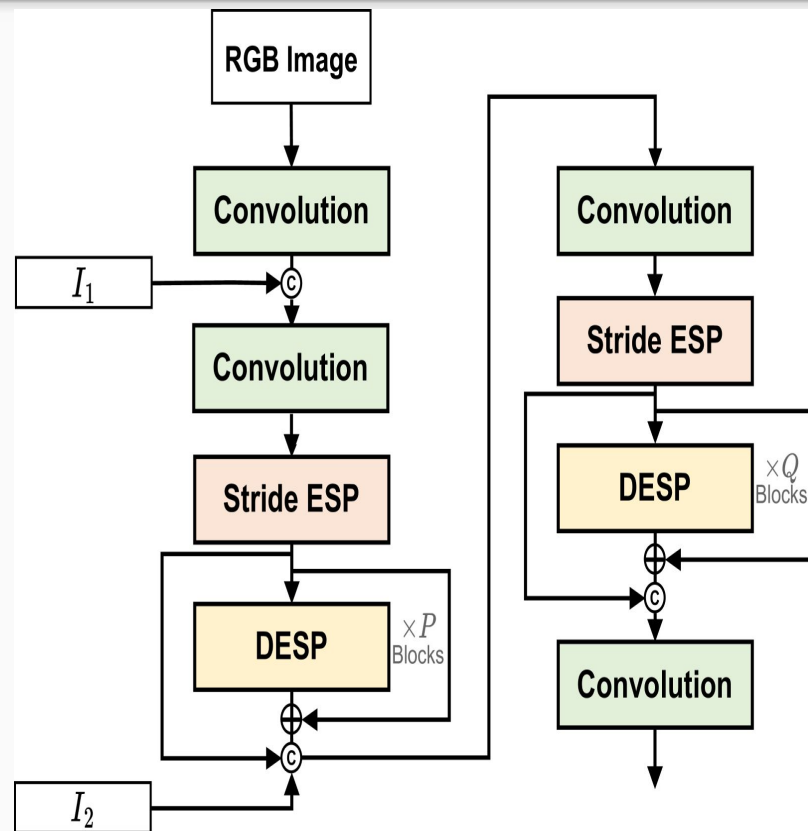 RGB Image
Convolution
I₁
C
Convolution
Stride ESP
DESP
×P
Blocks
C
I₂
Convolution
Stride ESP
DESP
×Q
Blocks
C
Convolution